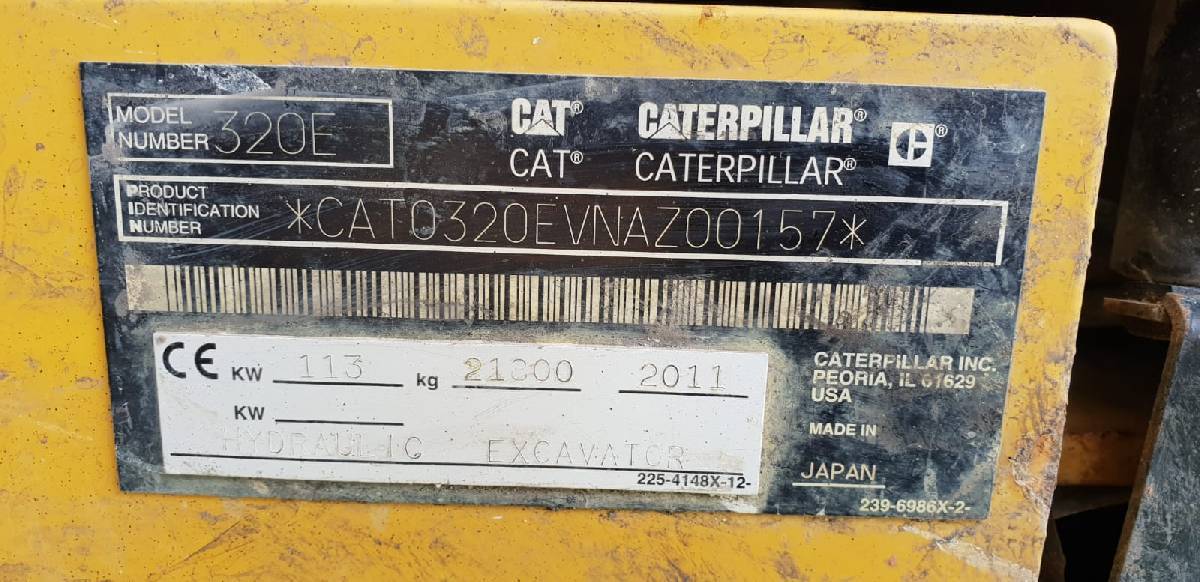 MODEL
NUMBER 320E
CAT® CATERPILLAR® ®
CAT® CATERPILLAR®
PRODUCT
IDENTIFICATION
NUMBER *CAT0320EVNAZ00157*
CE KW 113 kg 2011
KW
HYDRAULIC EXCAVATOR
225-4148X-12-
CATERPILLAR INC.
PEORIA, IL 61629
USA
MADE IN
JAPAN
239-6986X-2-